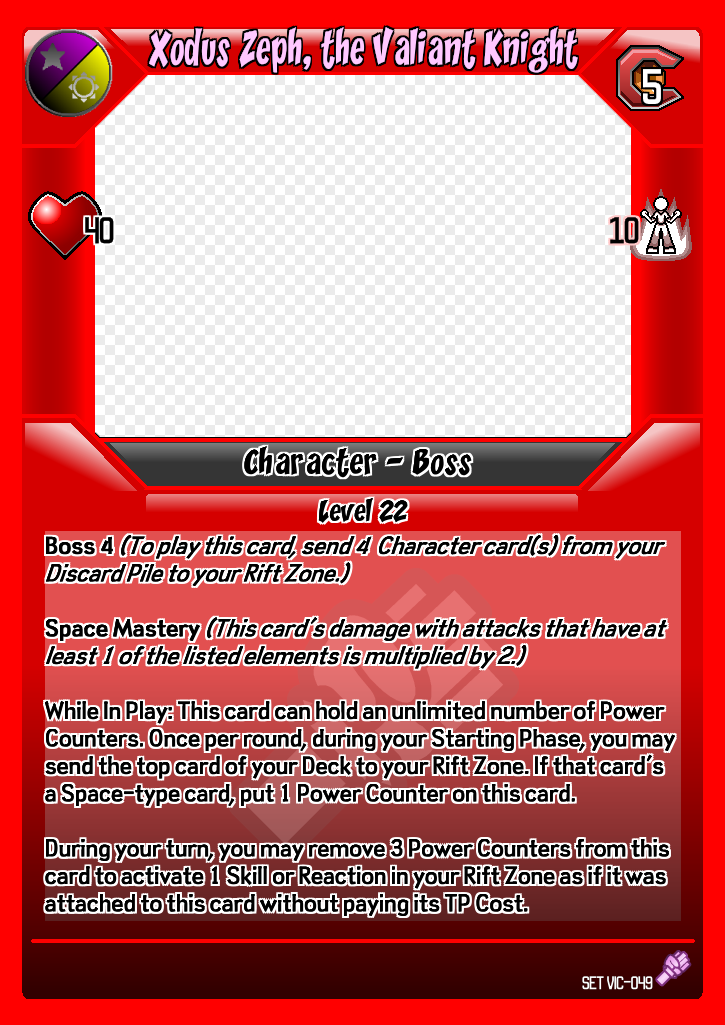 Xodus Zeph, the Valiant Knight
5
40
10
Character - Boss
Level 22
Boss 4 (To play this card, send 4 Character card(s) from your
Discard Pile to your Rift Zone.)
Space Mastery (This card's damage with attacks that have at
least 1 of the listed elements is multiplied by 2.)
While In Play: This card can hold an unlimited number of Power
Counters. Once per round, during your Starting Phase, you may
send the top card of your Deck to your Rift Zone. If that card's
a Space-type card, put 1 Power Counter on this card.
During your turn, you may remove 3 Power Counters from this
card to activate 1 Skill or Reaction in your Rift Zone as if it was
attached to this card without paying its TP Cost.
SET VIC-049